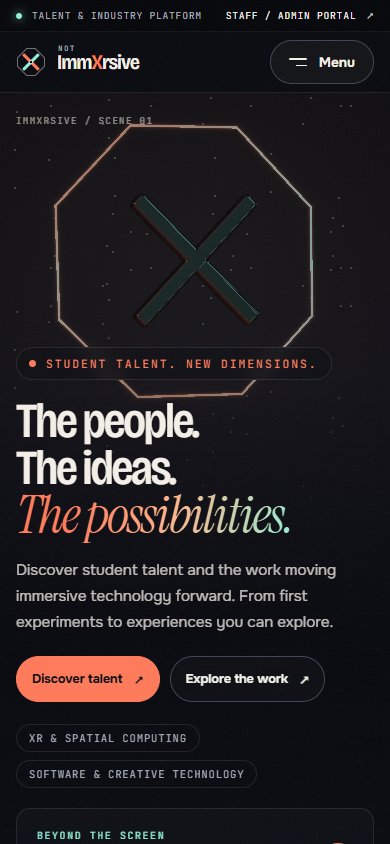 TALENT & INDUSTRY PLATFORM
STAFF / ADMIN PORTAL ↗
NOT
ImmXrsive
Menu
IMMXRSIVE / SCENE 01
STUDENT TALENT. NEW DIMENSIONS.
The people.
The ideas.
The possibilities.
Discover student talent and the work moving
immersive technology forward. From first
experiments to experiences you can explore.
Discover talent ↗
Explore the work ↗
XR & SPATIAL COMPUTING
SOFTWARE & CREATIVE TECHNOLOGY
BEYOND THE SCREEN